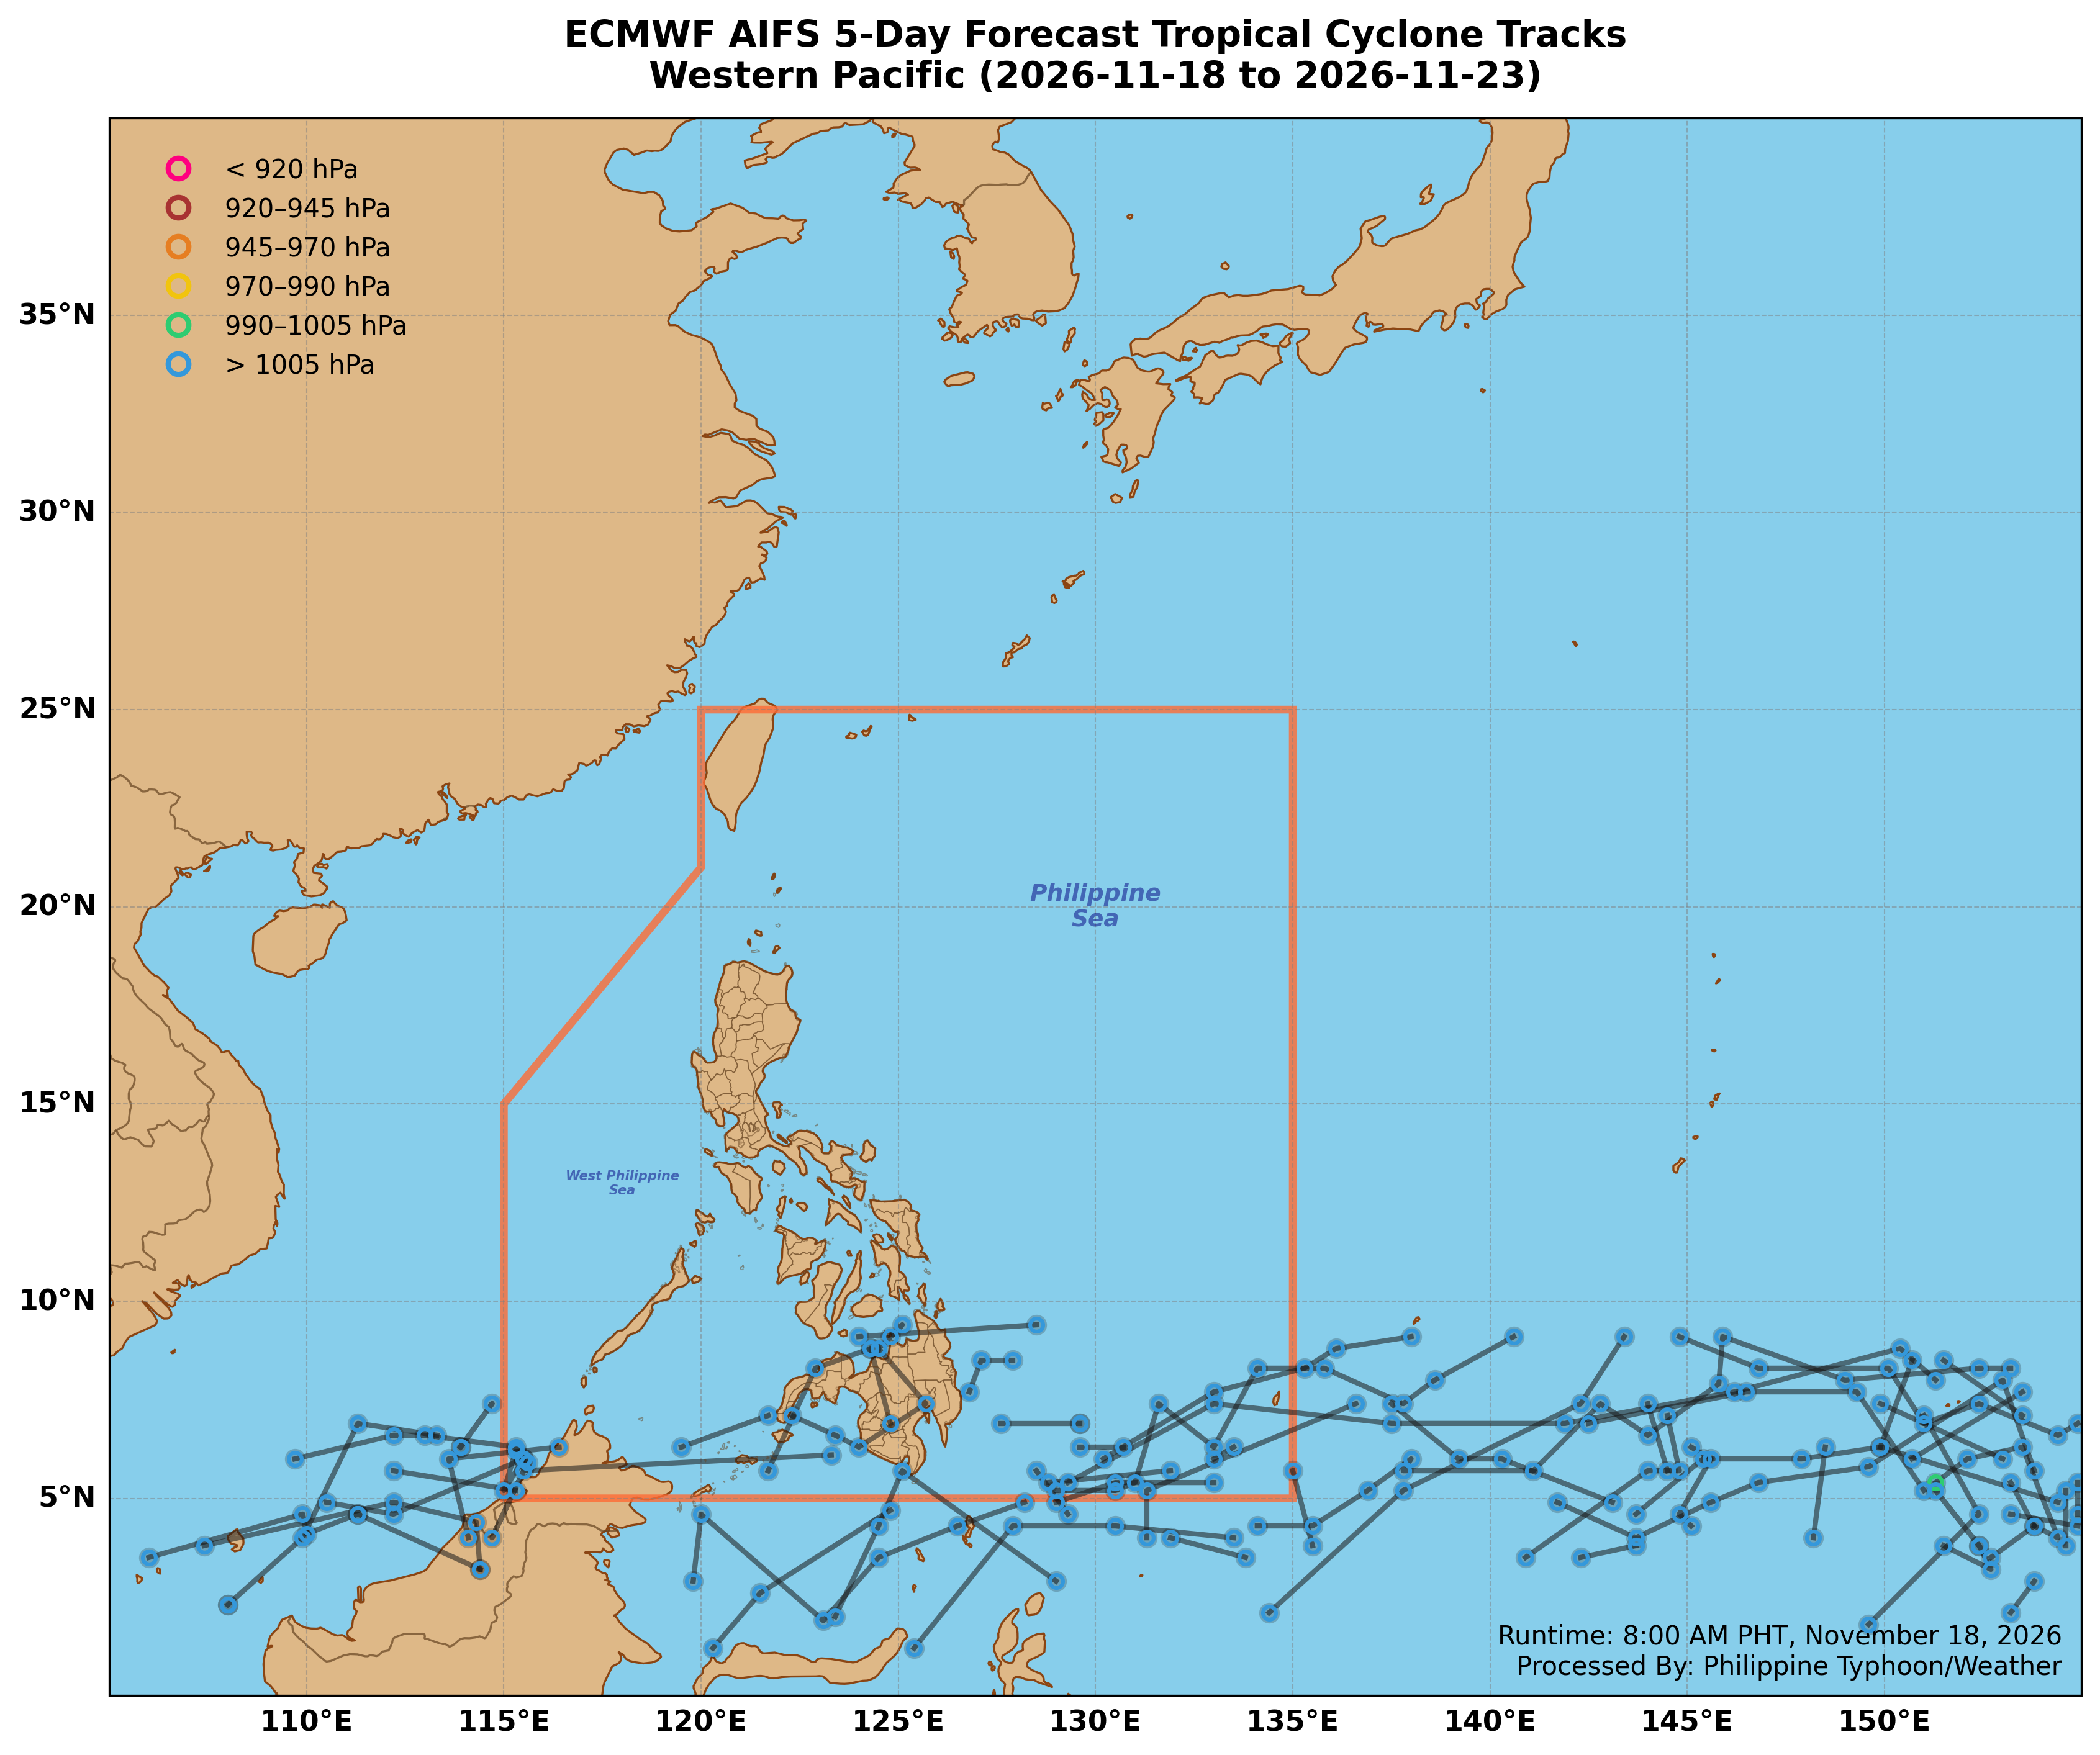 ECMWF AIFS 5-Day Forecast Tropical Cyclone Tracks
Western Pacific (2026-11-18 to 2026-11-23)
< 920 hPa
920–945 hPa
945–970 hPa
970–990 hPa
990–1005 hPa
> 1005 hPa
35°N
30°N
25°N
20°N
15°N
10°N
5°N
Philippine
Sea
West Philippine
Sea
Runtime: 8:00 AM PHT, November 18, 2026
Processed By: Philippine Typhoon/Weather
110°E
115°E
120°E
125°E
130°E
135°E
140°E
145°E
150°E